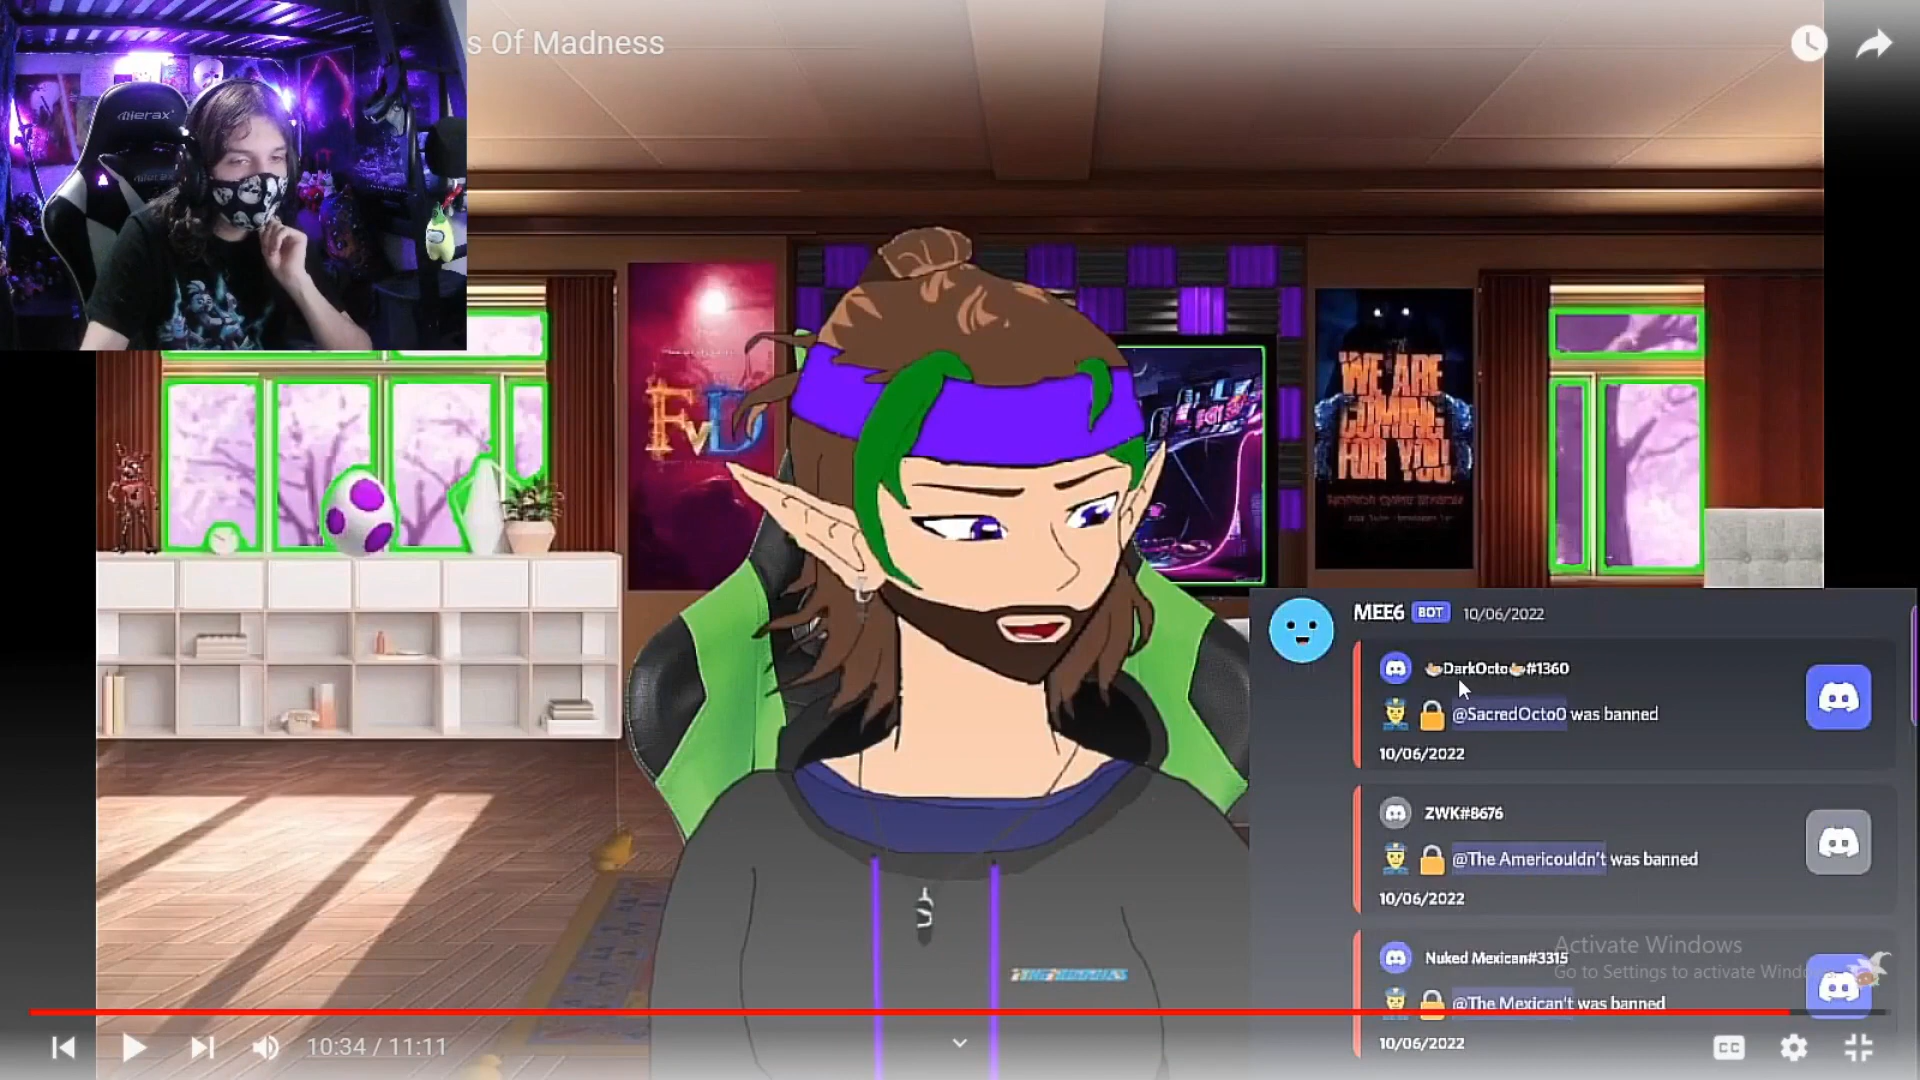 s Of Madness
FvD
WE ARE
COMING
FOR YOU
MEE6 BOT 10/06/2022
DarkOcto#1360
@SacredOcto0 was banned
10/06/2022
ZWK#8676
@The Americouldn't was banned
10/06/2022
Nuked Mexican#3315
@The Mexican't was banned
10/06/2022
Activate Windows
Go to Settings to activate Windo
10:34 / 11:11
CC